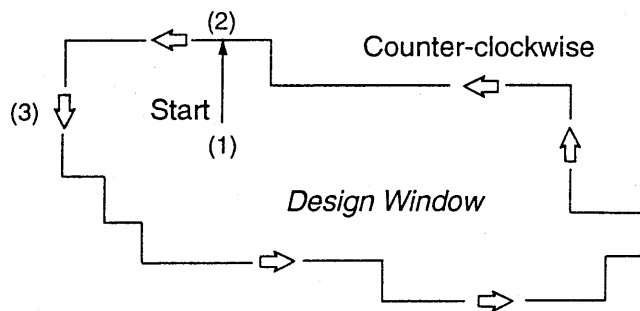 (2)
Counter-clockwise
(3)
Start
(1)
Design Window